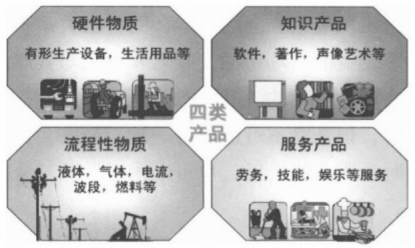 硬件物质
有形生产设备，生活用品等
知识产品
软件，著作，声像艺术等
四类
产品
流程性物质
液体，气体，电流，
波段，燃料等
服务产品
劳务，技能，娱乐等服务